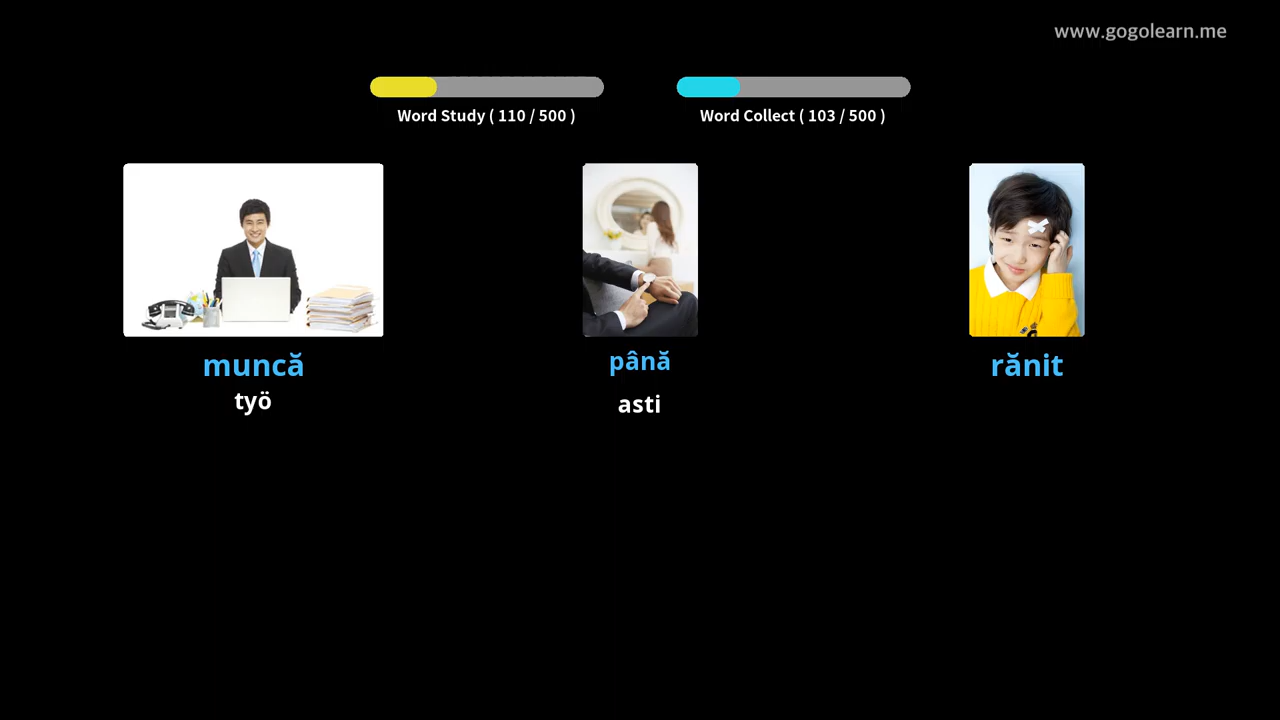 www.gogolearn.me
Word Study ( 110 / 500 )
Word Collect ( 103 / 500 )
muncă
työ
până
asti
rănit